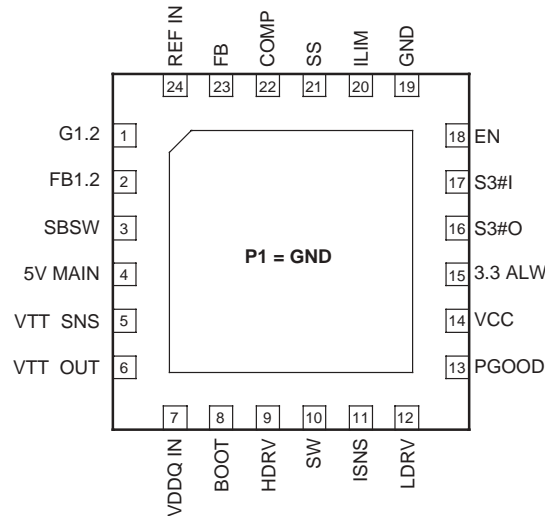 REF IN
FB
COMP
SS
ILIM
GND
24
23
22
21
20
19
G1.2 1
FB1.2 2
SBSW 3
5V MAIN 4
VTT SNS 5
VTT OUT 6
P1 = GND
18 EN
17 S3#I
16 S3#O
15 3.3 ALW
14 VCC
13 PGOOD
7
8
9
10
11
12
VDDQ IN
BOOT
HDRV
SW
ISNS
LDRV